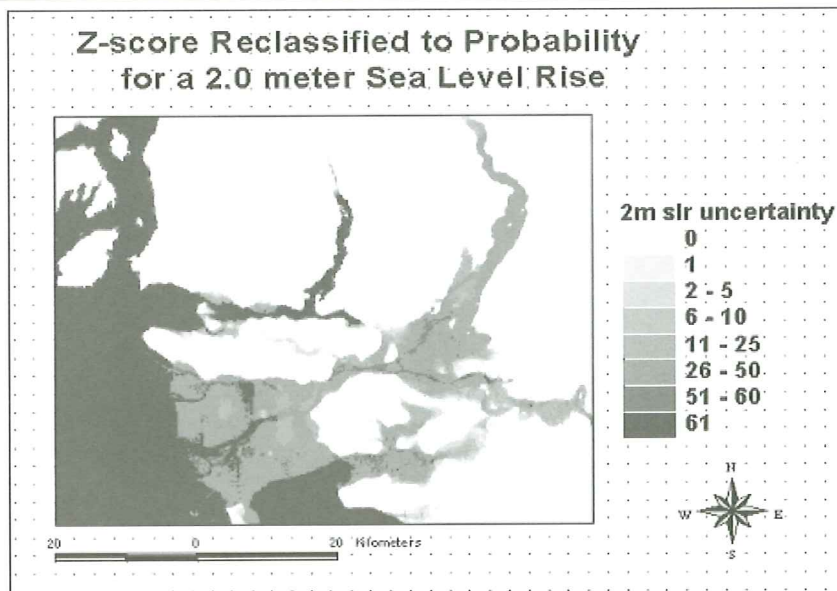 Z-score Reclassified to Probability
for a 2.0 meter Sea Level Rise
2m slr uncertainty
0
1
2 - 5
6 - 10
11 - 25
26 - 50
51 - 60
61
N
W E
S
20 0 20 Kilometers